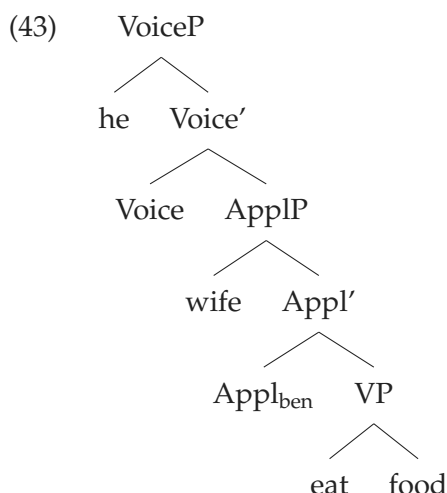 (43) VoiceP
he Voice’
Voice ApplP
wife Appl’
Applben VP
eat food